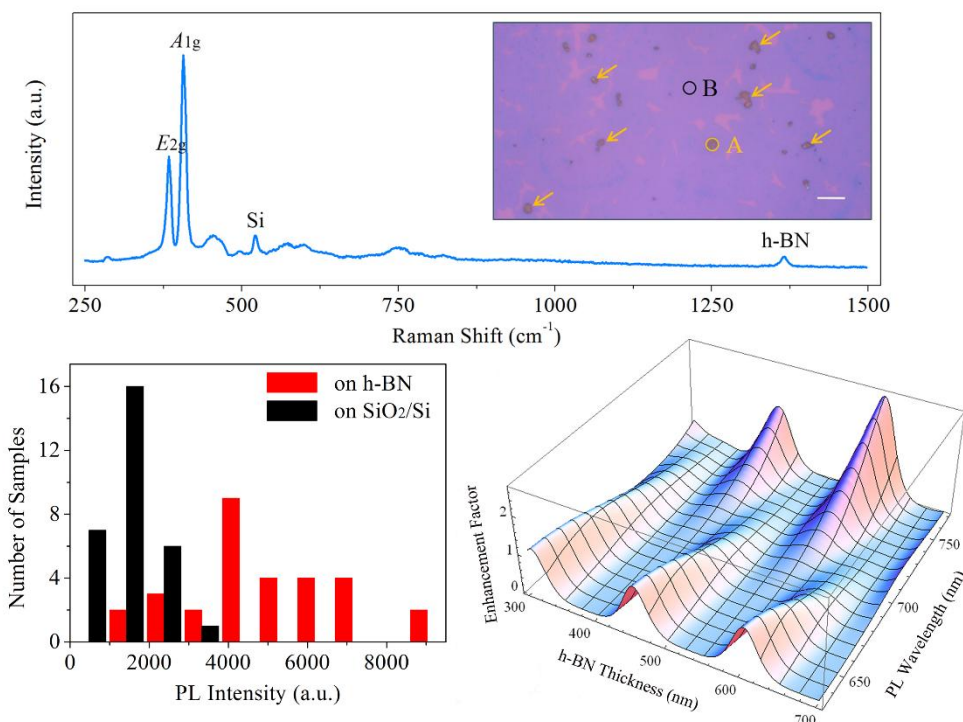 A1g
E2g
Si
h-BN
B
A
Intensity (a.u.)
250 500 750 1000 1250 1500
Raman Shift (cm⁻¹)
on h-BN
on SiO₂/Si
Number of Samples
16
12
8
4
0
0 2000 4000 6000 8000
PL Intensity (a.u.)
Enhancement Factor
2
1
0
300 400 500 600 700
h-BN Thickness (nm)
650 700 750
PL Wavelength (nm)